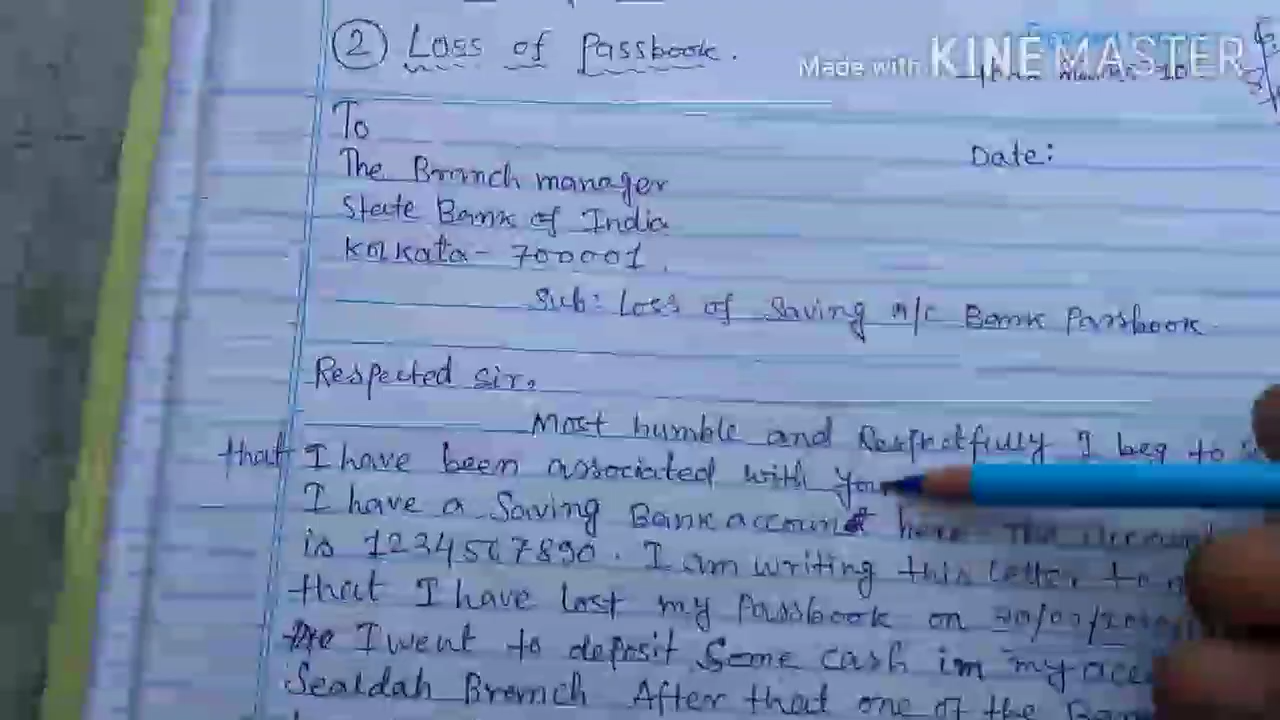 ② Loss of Passbook.
Made with KINEMASTER
To
Date:
The Branch manager
State Bank of India
Kolkata - 700001.
Sub: Loss of Saving A/c Bank Passbook.
Respected Sir,
Most humble and Respectfully I beg to
that I have been associated with
I have a Saving Bank account here The
is 1234567890. I am writing this letter to
that I have lost my Passbook on
I went to deposit Some cash in my
Sealdah Branch After that one of the